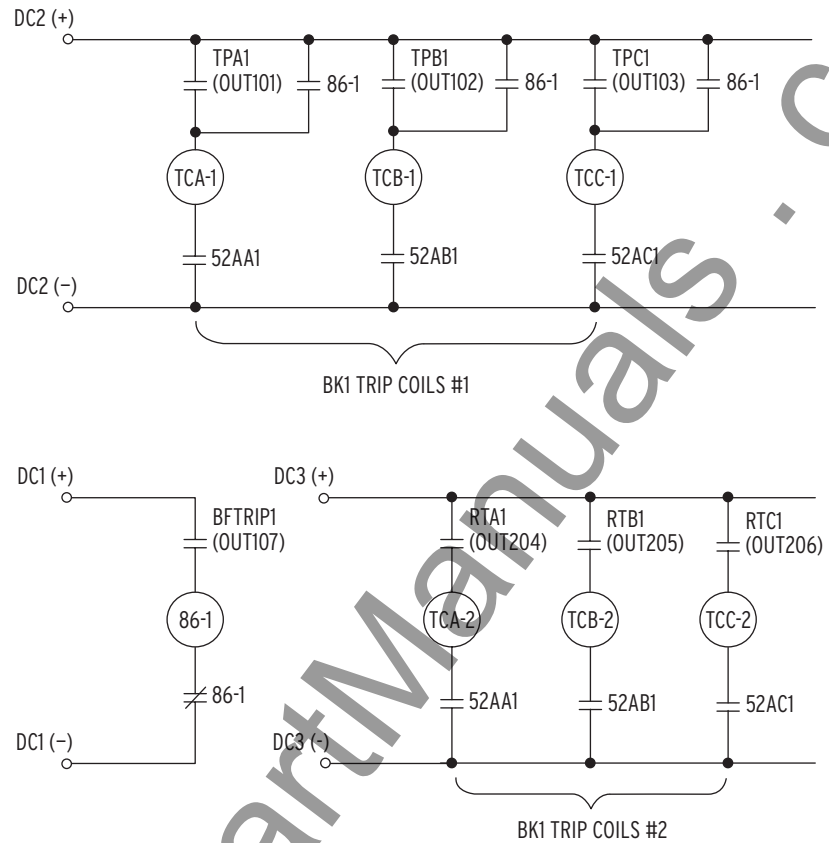 DC2 (+)
TPA1
(OUT101)
86-1
TPB1
(OUT102)
86-1
TPC1
(OUT103)
86-1
TCA-1
TCB-1
TCC-1
52AA1
52AB1
52AC1
DC2 (–)
BK1 TRIP COILS #1
DC1 (+)
BFTRIP1
(OUT107)
86-1
86-1
DC1 (–)
DC3 (+)
RTA1
(OUT204)
RTB1
(OUT205)
RTC1
(OUT206)
TCA-2
TCB-2
TCC-2
52AA1
52AB1
52AC1
DC3 (-)
BK1 TRIP COILS #2
artManuals . c